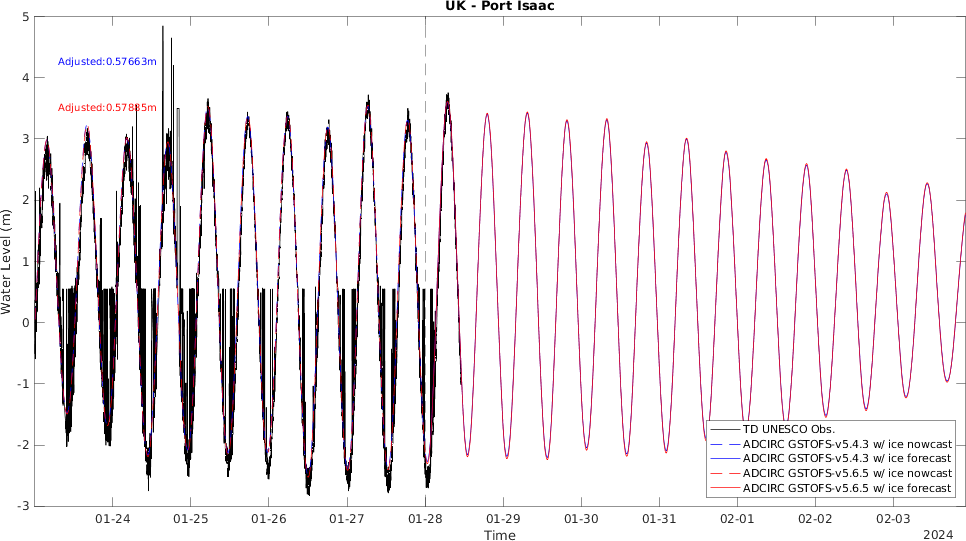 UK - Port Isaac
Water Level (m)
5
4
3
2
1
0
-1
-2
-3
Adjusted:0.57663m
Adjusted:0.57885m
TD UNESCO Obs.
ADCIRC GSTOFS-v5.4.3 w/ ice nowcast
ADCIRC GSTOFS-v5.4.3 w/ ice forecast
ADCIRC GSTOFS-v5.6.5 w/ ice nowcast
ADCIRC GSTOFS-v5.6.5 w/ ice forecast
01-24 01-25 01-26 01-27 01-28 01-29 01-30 01-31 02-01 02-02 02-03
Time
2024